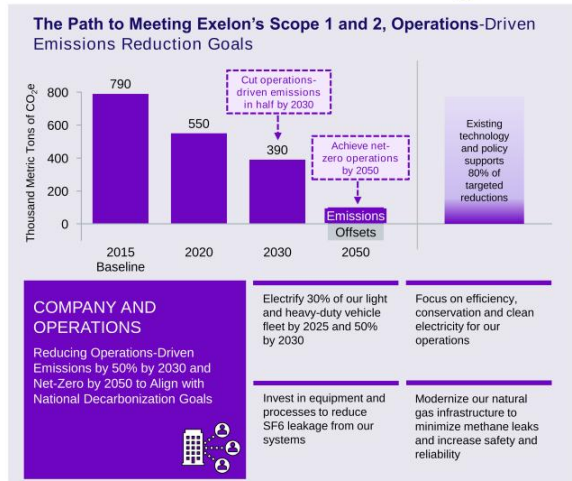 The Path to Meeting Exelon's Scope 1 and 2, Operations-Driven
Emissions Reduction Goals
Thousand Metric Tons of CO₂e
800
600
400
200
0
790
550
390
Cut operations-
driven emissions
in half by 2030
Achieve net-
zero operations
by 2050
Emissions
Offsets
2015
Baseline
2020
2030
2050
Existing
technology
and policy
supports
80% of
targeted
reductions
COMPANY AND
OPERATIONS
Reducing Operations-Driven
Emissions by 50% by 2030 and
Net-Zero by 2050 to Align with
National Decarbonization Goals
Electrify 30% of our light
and heavy-duty vehicle
fleet by 2025 and 50%
by 2030
Focus on efficiency,
conservation and clean
electricity for our
operations
Invest in equipment and
processes to reduce
SF6 leakage from our
systems
Modernize our natural
gas infrastructure to
minimize methane leaks
and increase safety and
reliability